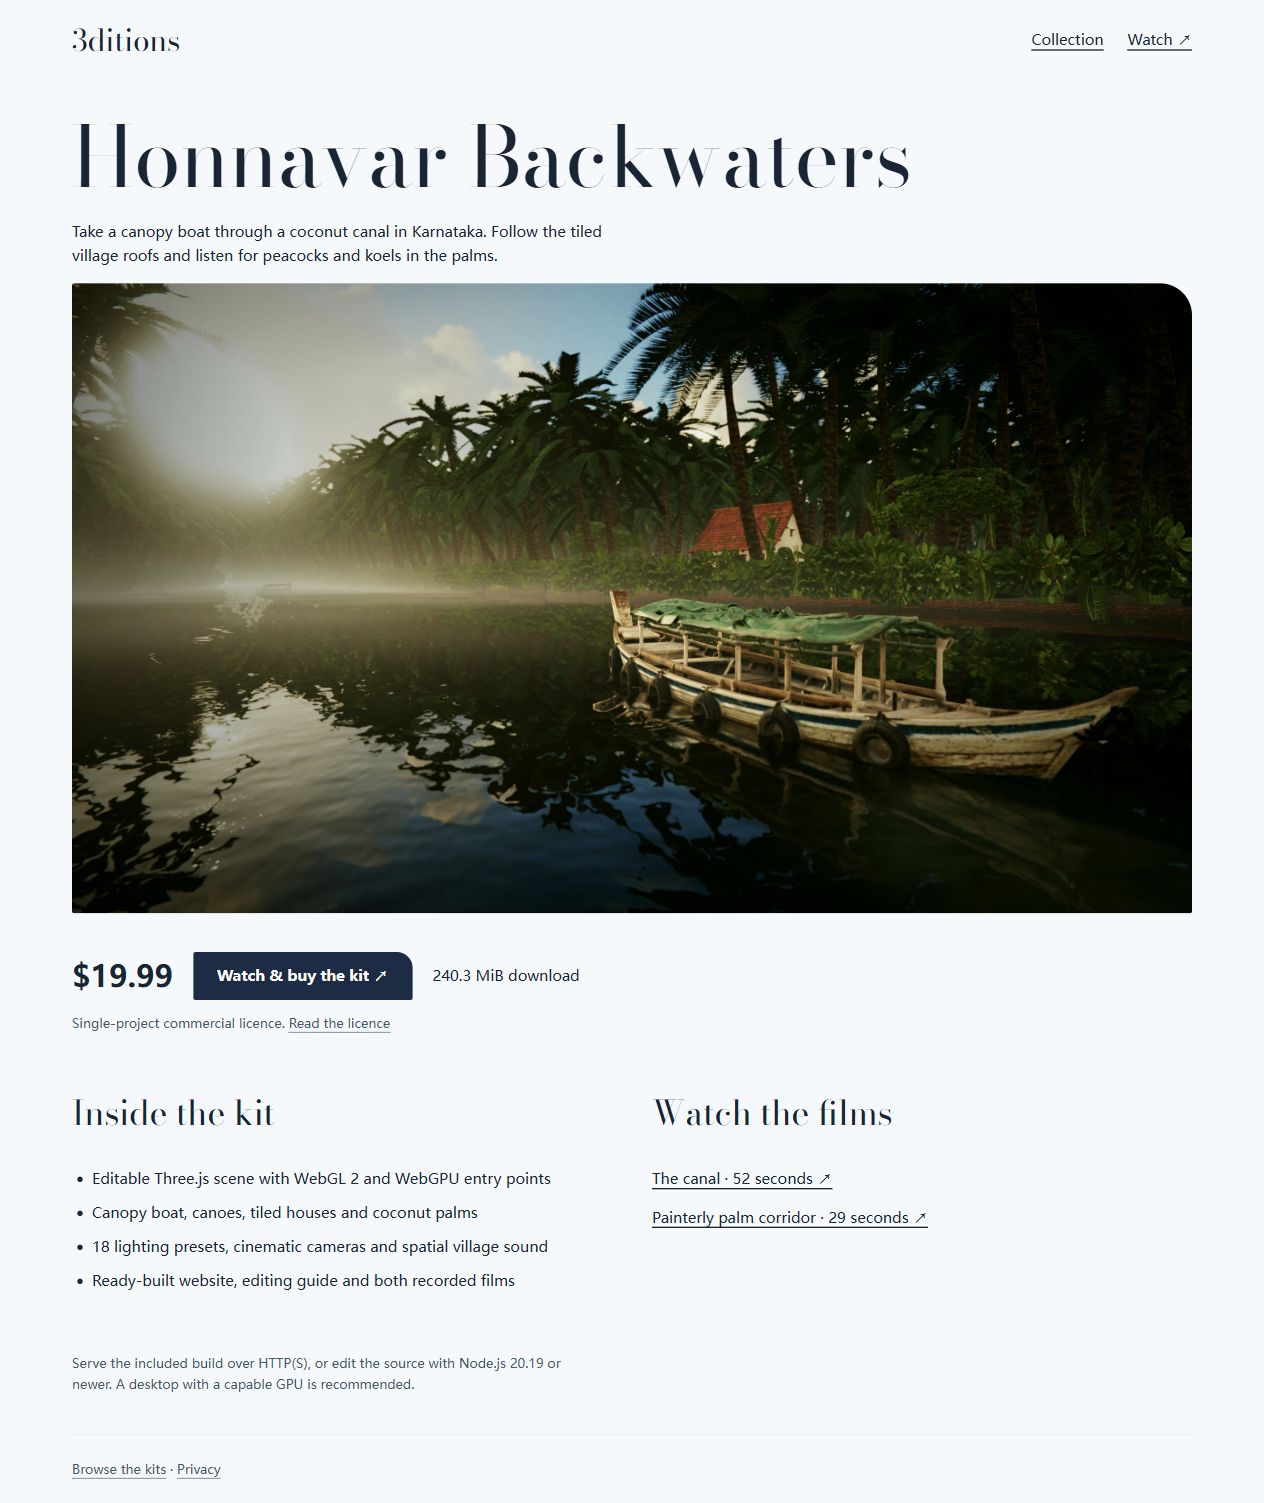 3ditions
Collection
Watch ↗
Honnavar Backwaters
Take a canopy boat through a coconut canal in Karnataka. Follow the tiled
village roofs and listen for peacocks and koels in the palms.
$19.99
Watch & buy the kit ↗
240.3 MiB download
Single-project commercial licence. Read the licence
Inside the kit
• Editable Three.js scene with WebGL 2 and WebGPU entry points
• Canopy boat, canoes, tiled houses and coconut palms
• 18 lighting presets, cinematic cameras and spatial village sound
• Ready-built website, editing guide and both recorded films
Watch the films
The canal · 52 seconds ↗
Painterly palm corridor · 29 seconds ↗
Serve the included build over HTTP(S), or edit the source with Node.js 20.19 or
newer. A desktop with a capable GPU is recommended.
Browse the kits · Privacy